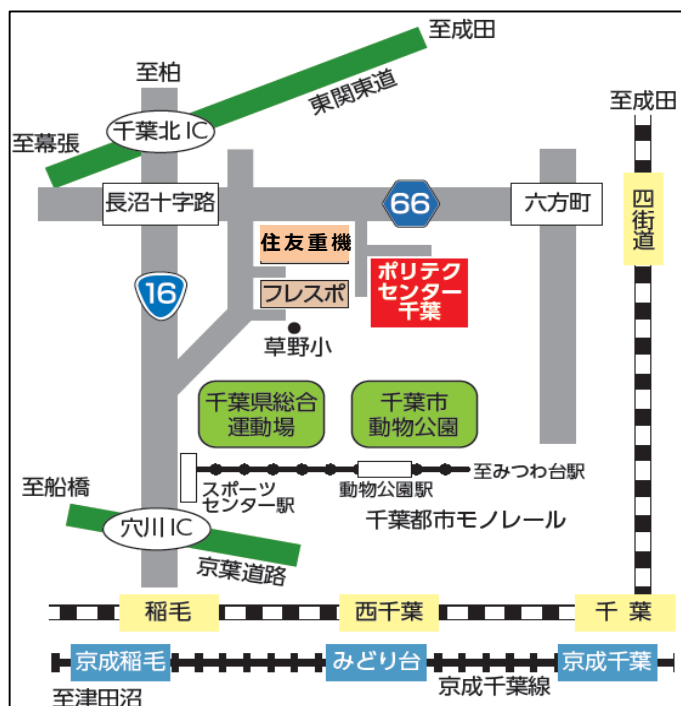 至成田
至柏
東関東道
至成田
千葉北IC
至幕張
長沼十字路
66
六方町
四街道
住友重機
ポリテク
センター
千葉
16
フレスポ
草野小
千葉県総合
運動場
千葉市
動物公園
至みつわ台駅
至船橋
スポーツ
センター駅
動物公園駅
千葉都市モノレール
穴川IC
京葉道路
稲毛
西千葉
千葉
京成稲毛
みどり台
京成千葉
京成千葉線
至津田沼